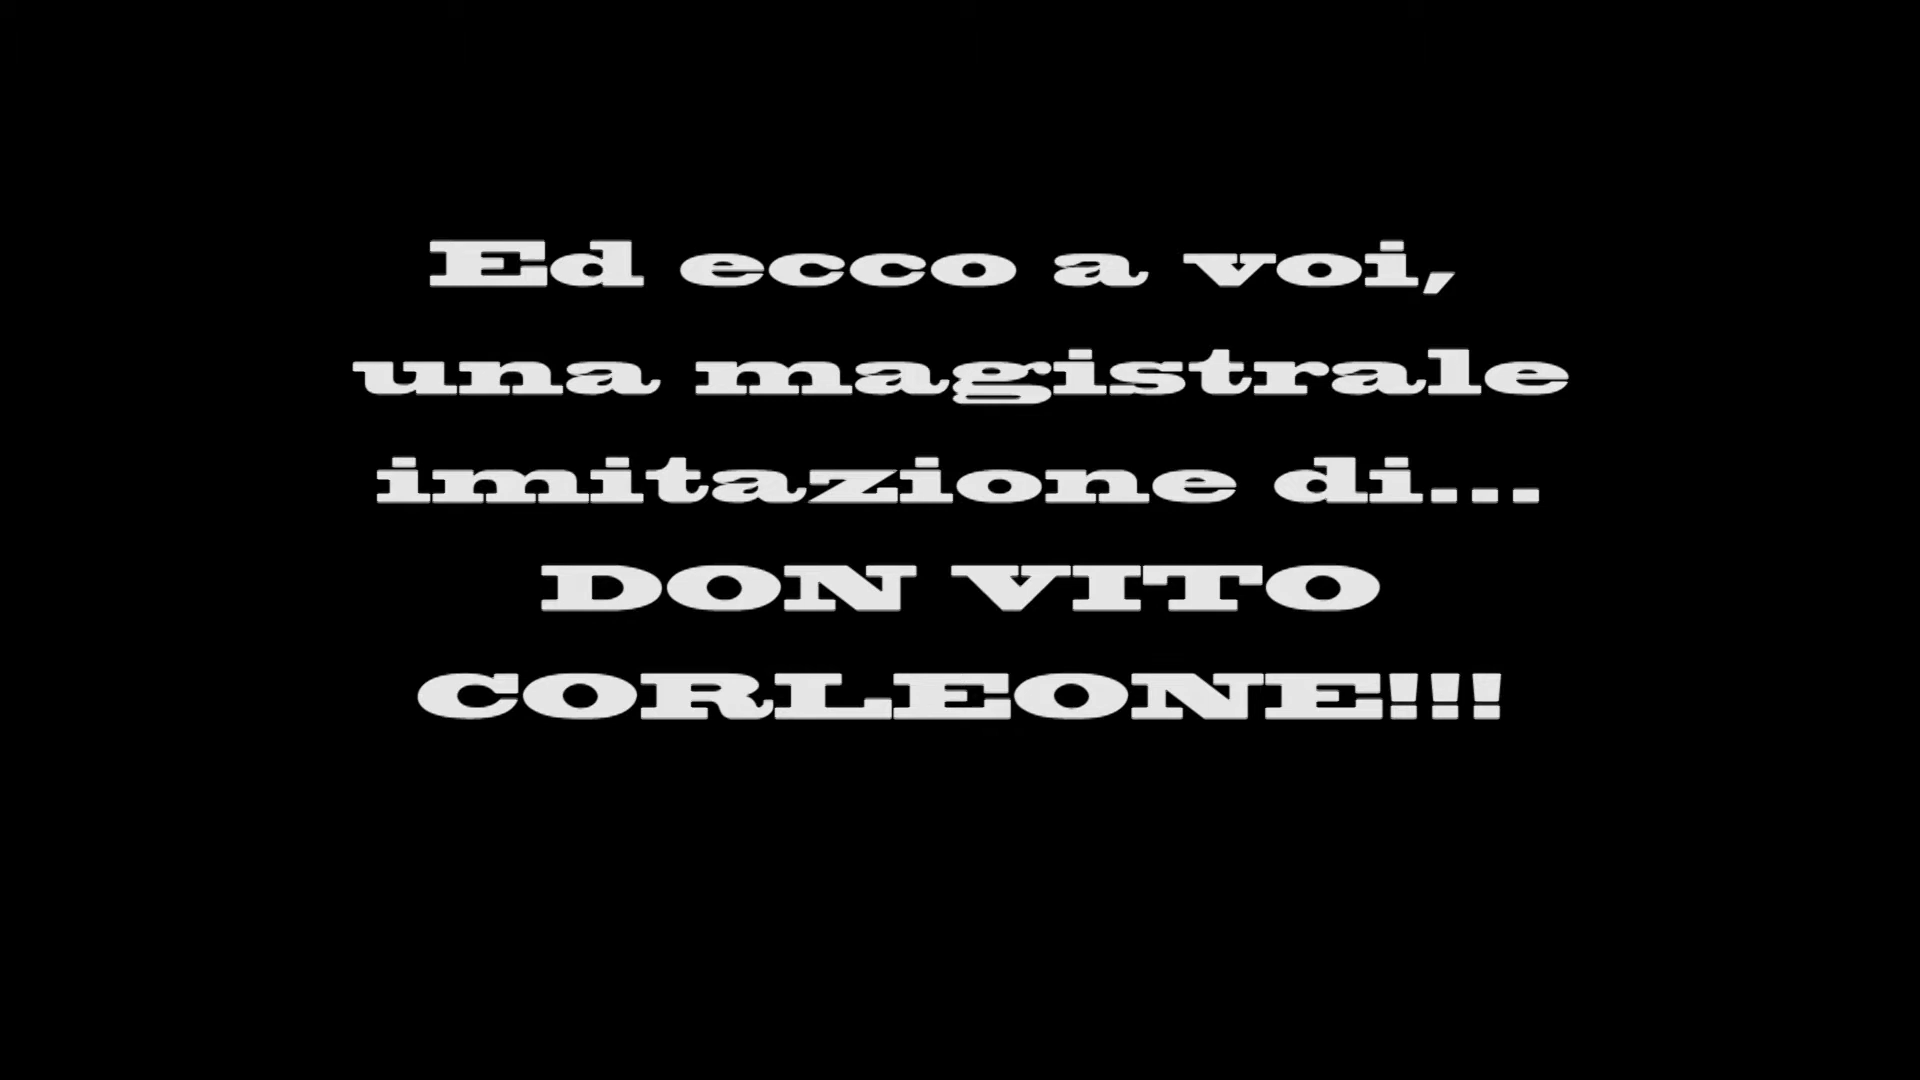 Ed ecco a voi,
una magistrale
imitazione di...
DON VITO
CORLEONE!!!